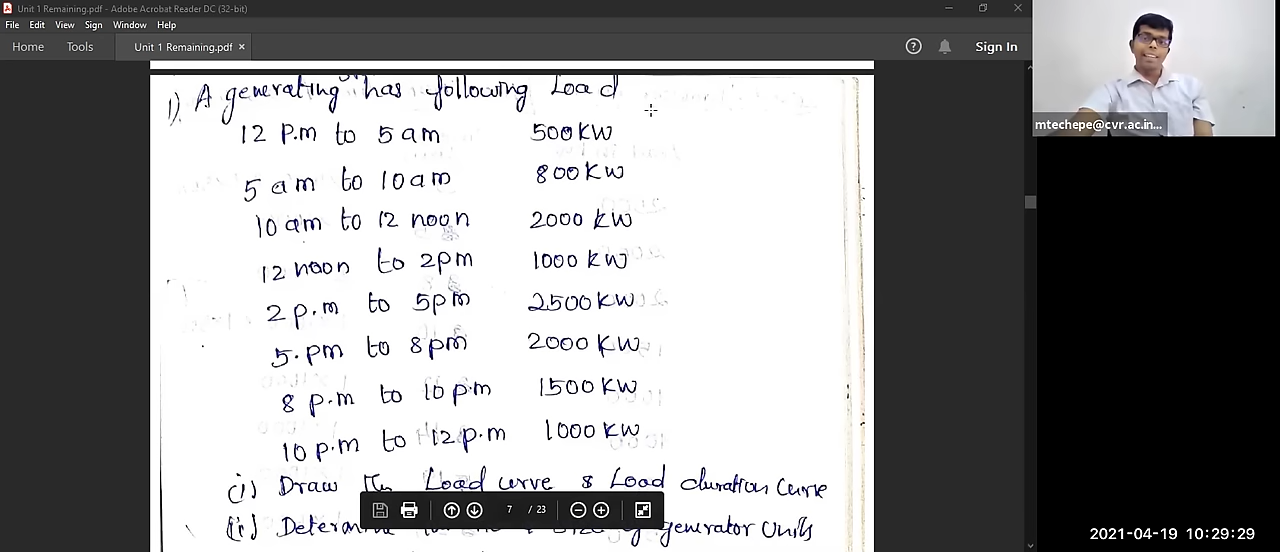 Unit 1 Remaining.pdf - Adobe Acrobat Reader DC (32-bit)
File Edit View Sign Window Help
Home Tools Unit 1 Remaining.pdf × Sign In
1). A generating has following Load
12 P.m to 5 am 500 KW
5 am to 10 am 800 KW
10 am to 12 noon 2000 KW
12 noon to 2pm 1000 KW
2 p.m to 5pm 2500 KW
5.pm to 8pm 2000 KW
8 p.m to 10 p.m 1500 KW
10 p.m to 12 p.m 1000 KW
(i) Draw the Load curve & Load duration curve
(ii) Determine generator Units
7 / 23
mtechepe@cvr.ac.in...
2021-04-19 10:29:29